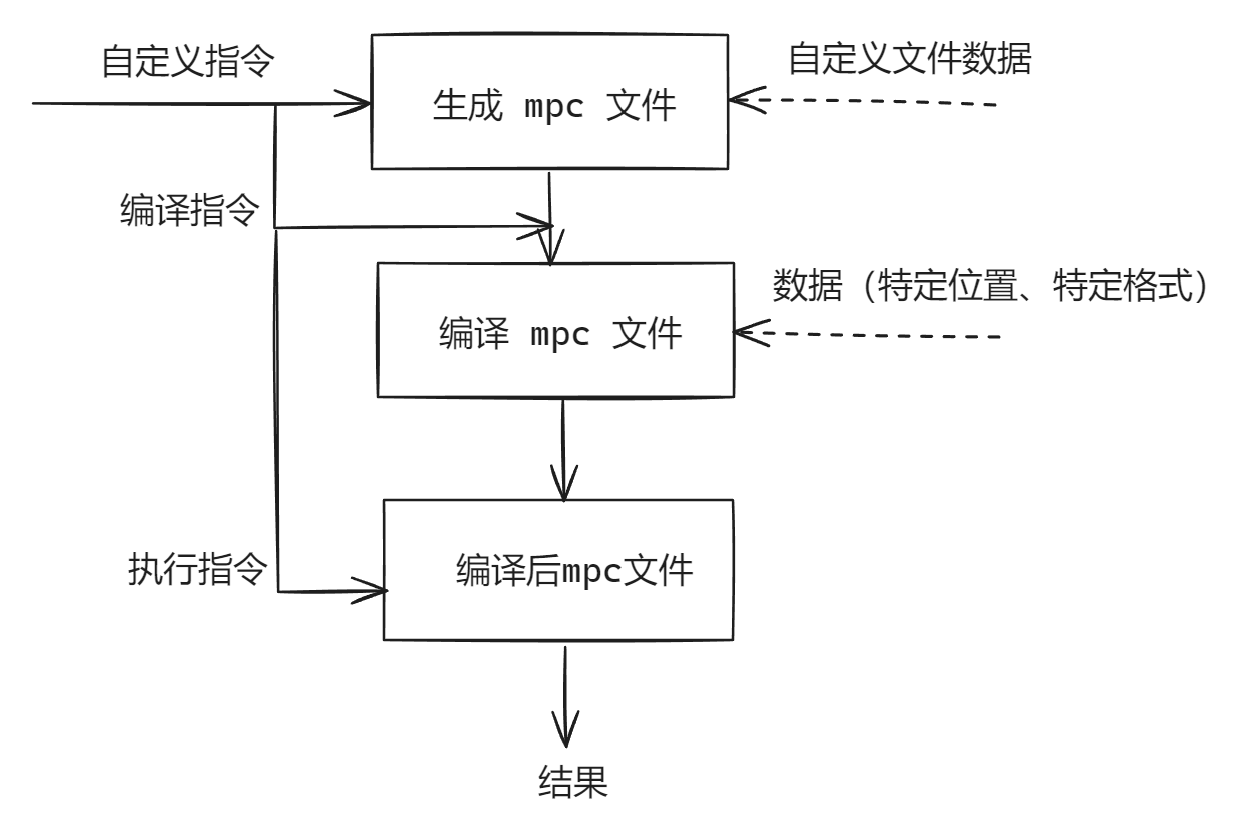 自定义指令
生成 mpc 文件
自定义文件数据
编译指令
编译 mpc 文件
数据（特定位置、特定格式）
执行指令
编译后mpc文件
结果